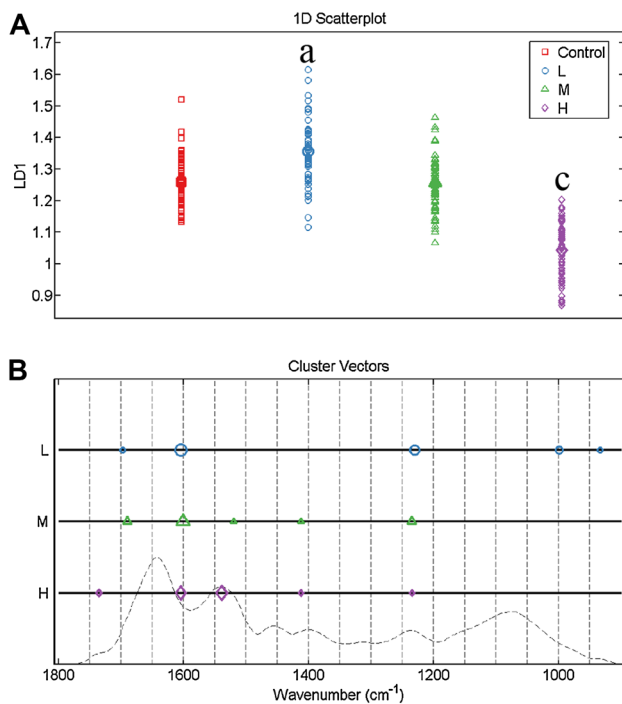 A
1D Scatterplot
1.7
1.6
1.5
1.4
1.3
1.2
1.1
1
0.9
LD1
a
c
Control
L
M
H
B
Cluster Vectors
L
M
H
1800
1600
1400
1200
1000
Wavenumber (cm-1)